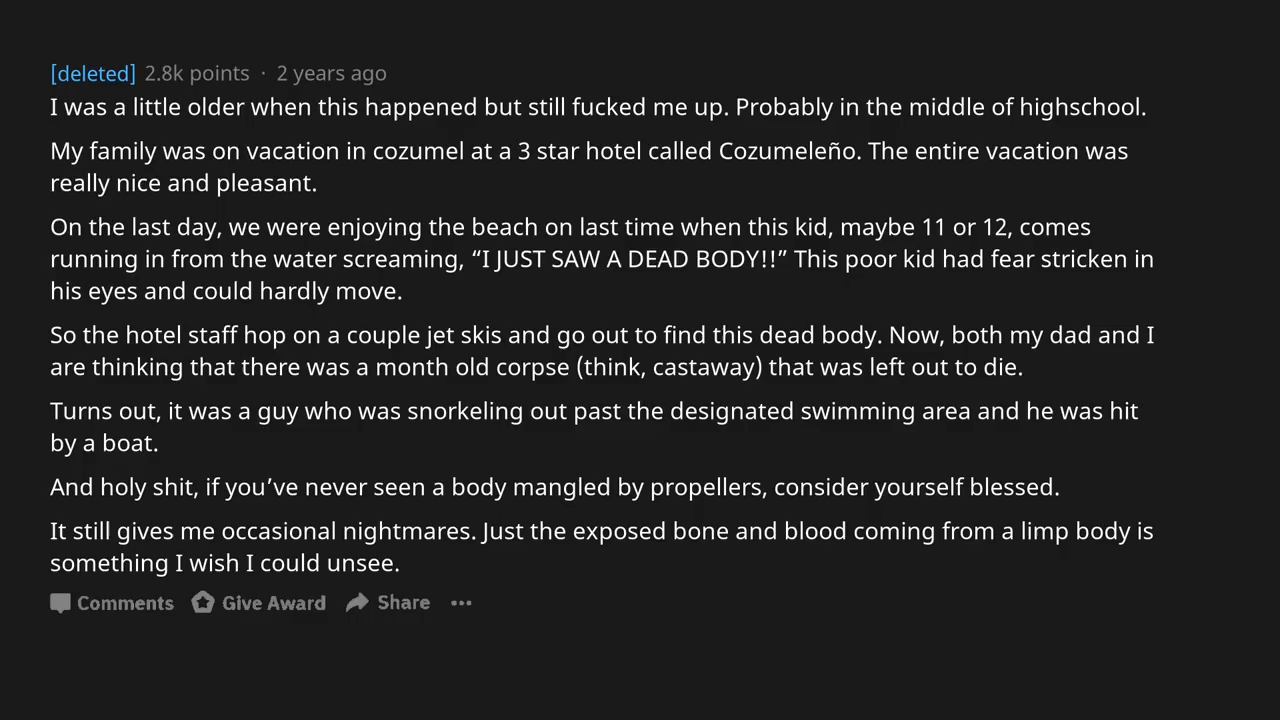 [deleted] 2.8k points · 2 years ago
I was a little older when this happened but still fucked me up. Probably in the middle of highschool.
My family was on vacation in cozumel at a 3 star hotel called Cozumeleño. The entire vacation was
really nice and pleasant.
On the last day, we were enjoying the beach on last time when this kid, maybe 11 or 12, comes
running in from the water screaming, “I JUST SAW A DEAD BODY!!” This poor kid had fear stricken in
his eyes and could hardly move.
So the hotel staff hop on a couple jet skis and go out to find this dead body. Now, both my dad and I
are thinking that there was a month old corpse (think, castaway) that was left out to die.
Turns out, it was a guy who was snorkeling out past the designated swimming area and he was hit
by a boat.
And holy shit, if you’ve never seen a body mangled by propellers, consider yourself blessed.
It still gives me occasional nightmares. Just the exposed bone and blood coming from a limp body is
something I wish I could unsee.
Comments Give Award Share